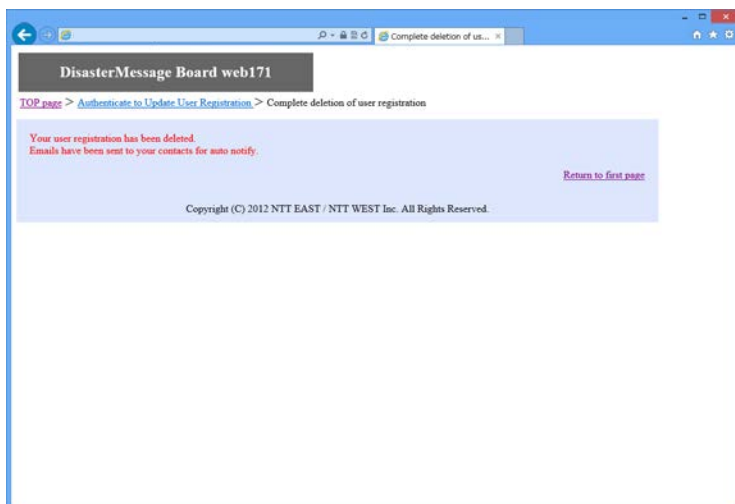 Complete deletion of us...
DisasterMessage Board web171
TOP page > Authenticate to Update User Registration > Complete deletion of user registration
Your user registration has been deleted.
Emails have been sent to your contacts for auto notify.
Return to first page
Copyright (C) 2012 NTT EAST / NTT WEST Inc. All Rights Reserved.